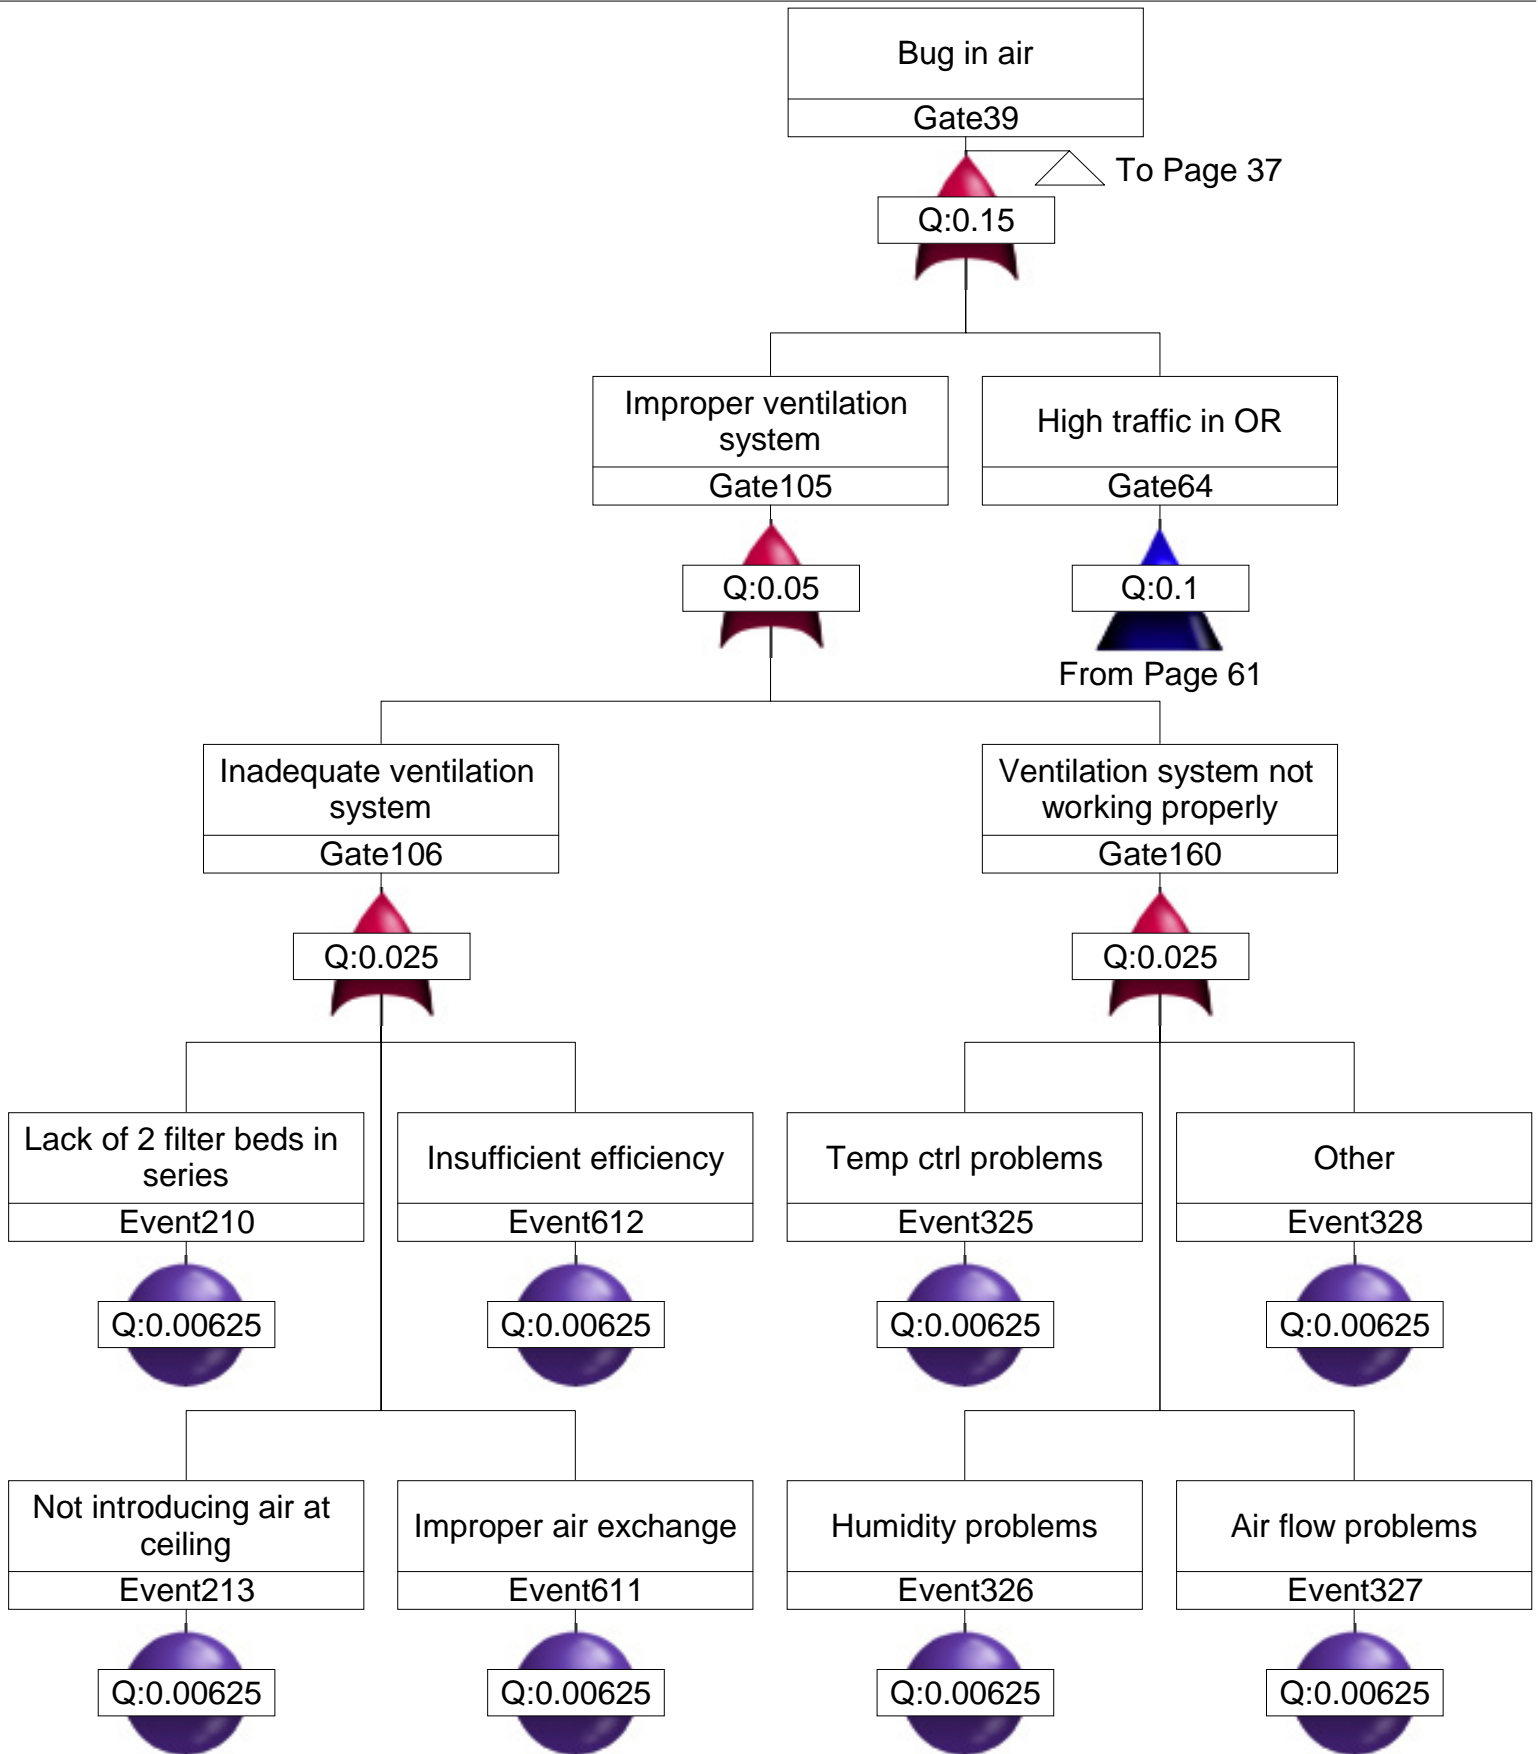 Bug in air
Gate39
To Page 37
Q:0.15
Improper ventilation
system
Gate105
Q:0.05
High traffic in OR
Gate64
Q:0.1
From Page 61
Inadequate ventilation
system
Gate106
Q:0.025
Ventilation system not
working properly
Gate160
Q:0.025
Lack of 2 filter beds in
series
Event210
Q:0.00625
Insufficient efficiency
Event612
Q:0.00625
Temp ctrl problems
Event325
Q:0.00625
Other
Event328
Q:0.00625
Not introducing air at
ceiling
Event213
Q:0.00625
Improper air exchange
Event611
Q:0.00625
Humidity problems
Event326
Q:0.00625
Air flow problems
Event327
Q:0.00625